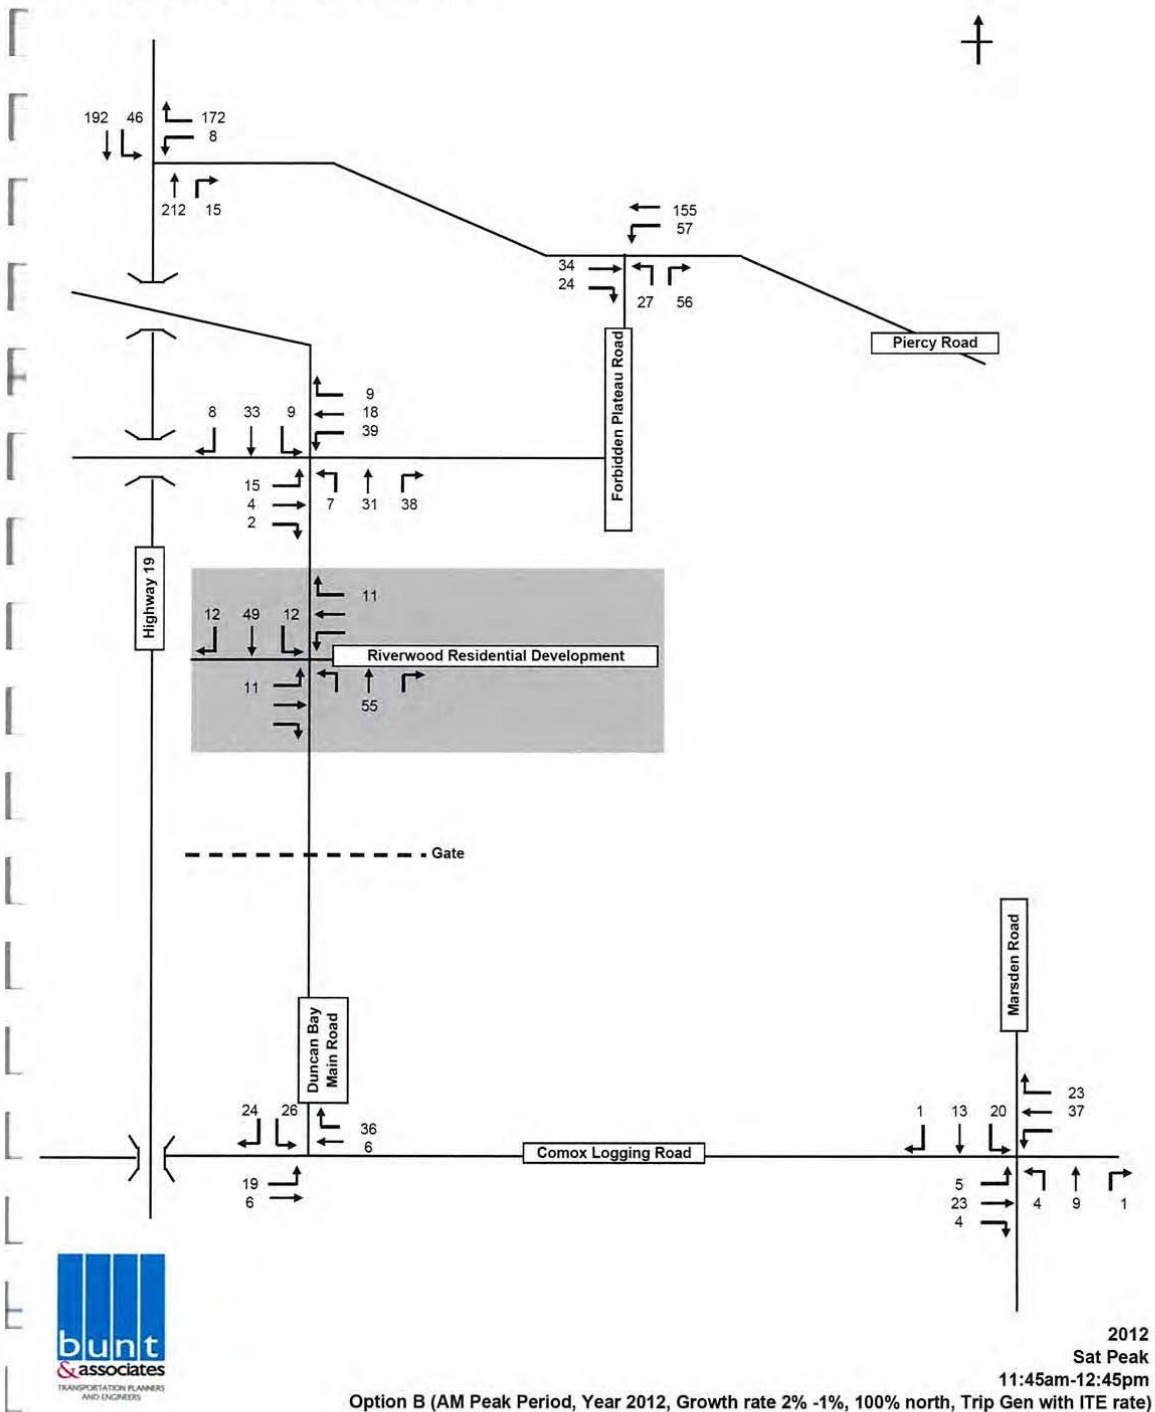 192 46 172
8
212 15
155
57
34
24
27 56
Piercy Road
Forbidden Plateau Road
9
8 33 9 18
39
15
4 7 31 38
2
Highway 19
11
12 49 12
Riverwood Residential Development
11
55
Gate
Marsden Road
Duncan Bay
Main Road
24 26 36
6
19
6
Comox Logging Road
23
1 13 20 37
5
23 4 9 1
4
bunt
& associates
TRANSPORTATION PLANNERS
AND ENGINEERS
2012
Sat Peak
11:45am-12:45pm
Option B (AM Peak Period, Year 2012, Growth rate 2% -1%, 100% north, Trip Gen with ITE rate)